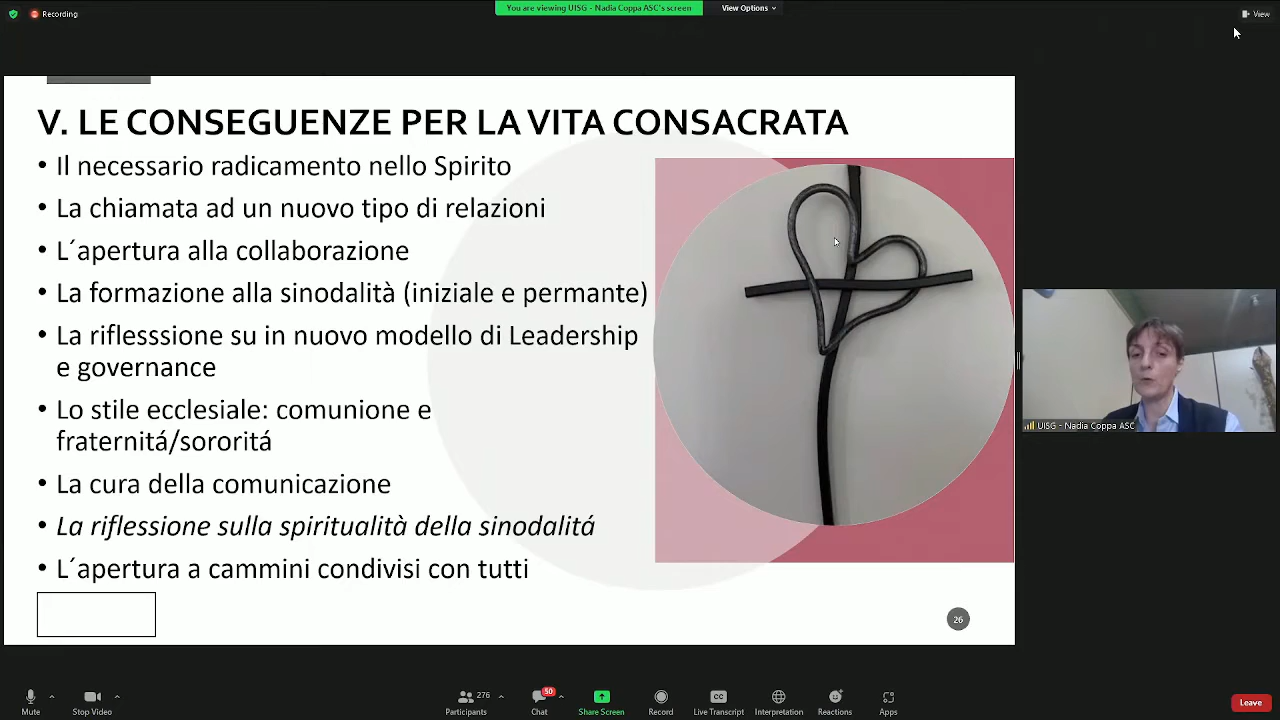 Recording
You are viewing UISG - Nadia Coppa ASC's screen
View Options
View
V. LE CONSEGUENZE PER LA VITA CONSACRATA
• Il necessario radicamento nello Spirito
• La chiamata ad un nuovo tipo di relazioni
• L´apertura alla collaborazione
• La formazione alla sinodalità (iniziale e permante)
• La riflesssione su in nuovo modello di Leadership
e governance
• Lo stile ecclesiale: comunione e
fraternitá/sororitá
• La cura della comunicazione
• La riflessione sulla spiritualità della sinodalitá
• L´apertura a cammini condivisi con tutti
26
UISG - Nadia Coppa ASC
Mute
Stop Video
276
Participants
50
Chat
Share Screen
Record
CC
Live Transcript
Interpretation
Reactions
Apps
Leave